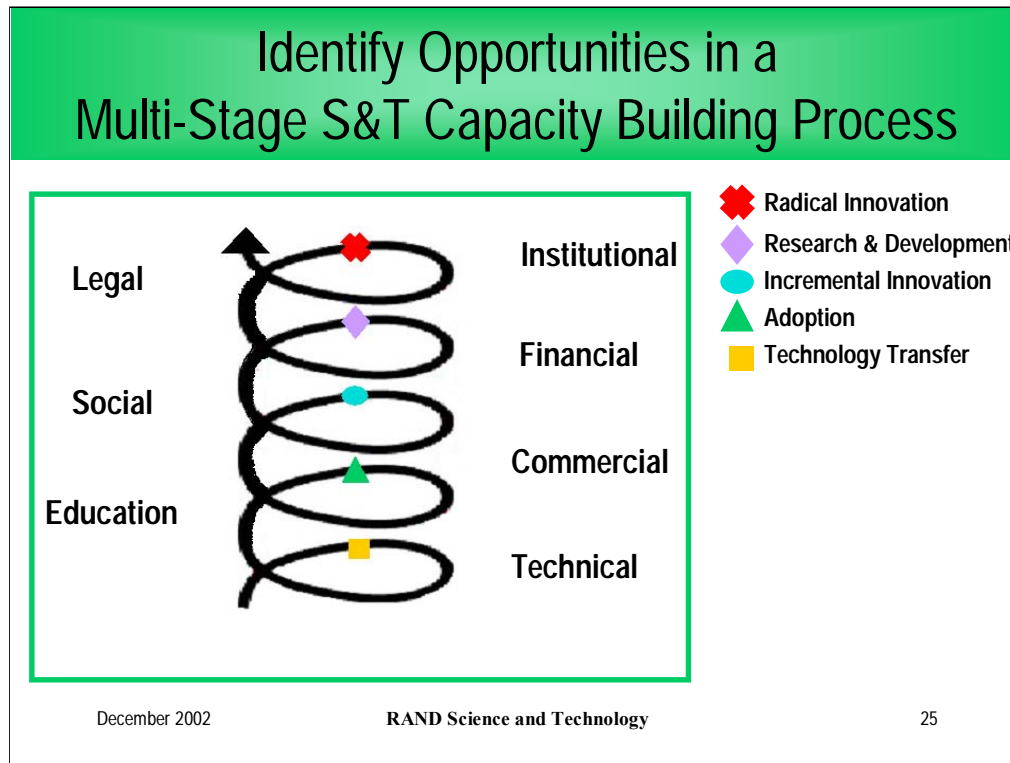 Identify Opportunities in a
Multi-Stage S&T Capacity Building Process
Legal
Social
Education
Institutional
Financial
Commercial
Technical
Radical Innovation
Research & Development
Incremental Innovation
Adoption
Technology Transfer
December 2002
RAND Science and Technology
25